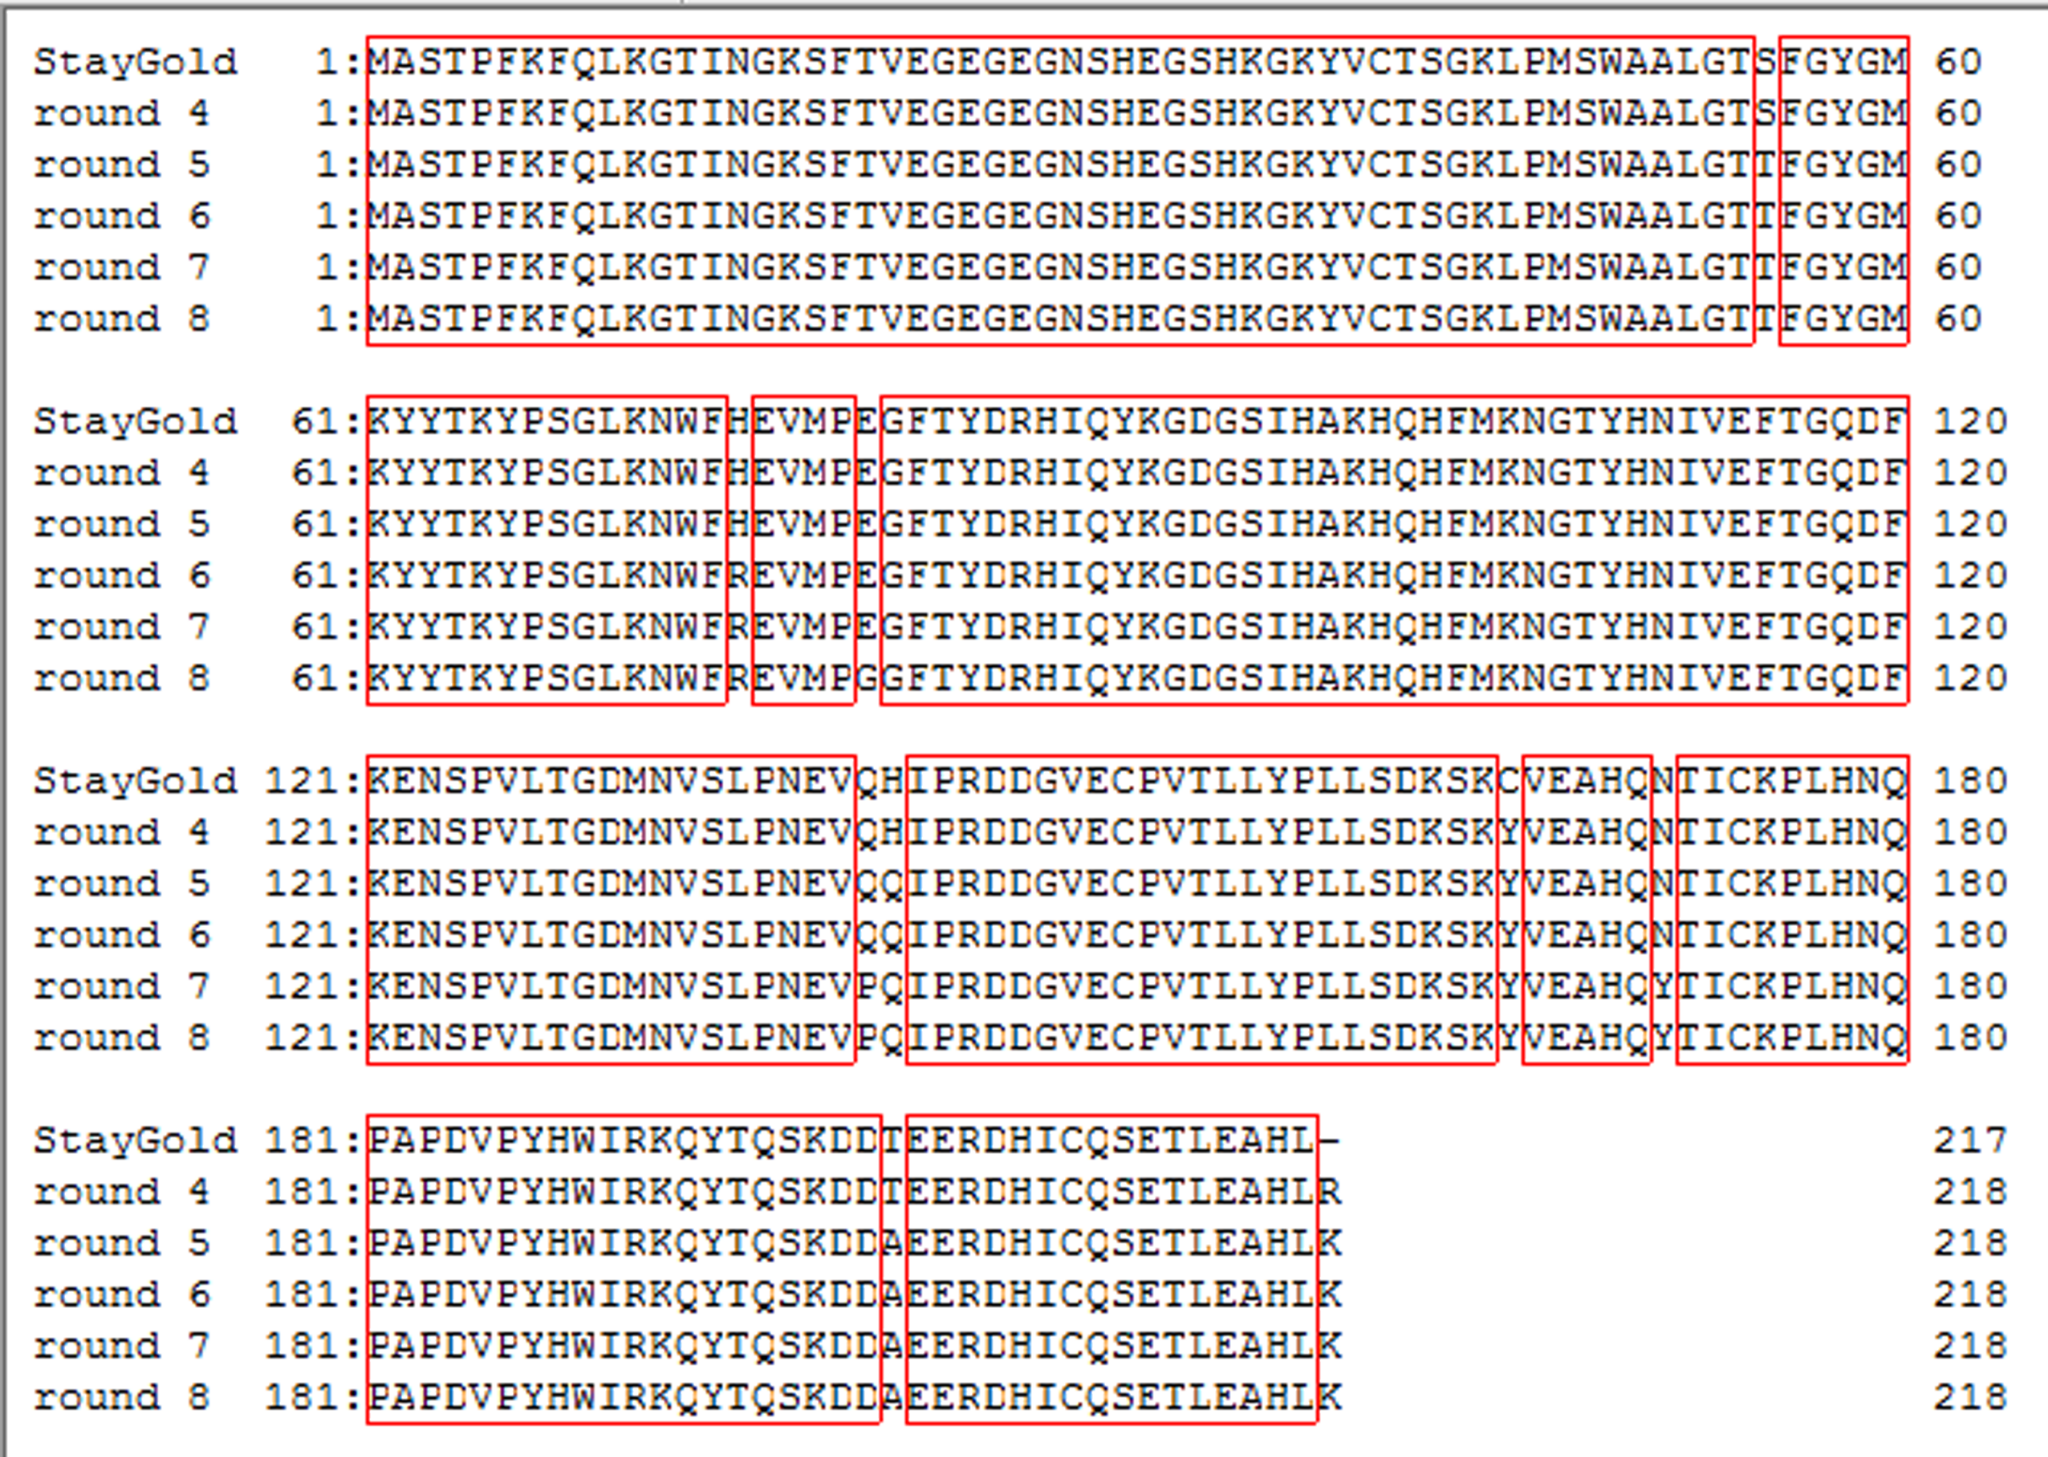 StayGold 1:MASTPFKFQLKGTINGKSFTVEGEGEGNSHEGSHKGKYVCTSGKLPMSWAALGTSFGYGM 60
round 4 1:MASTPFKFQLKGTINGKSFTVEGEGEGNSHEGSHKGKYVCTSGKLPMSWAALGTSFGYGM 60
round 5 1:MASTPFKFQLKGTINGKSFTVEGEGEGNSHEGSHKGKYVCTSGKLPMSWAALGTTFGYGM 60
round 6 1:MASTPFKFQLKGTINGKSFTVEGEGEGNSHEGSHKGKYVCTSGKLPMSWAALGTTFGYGM 60
round 7 1:MASTPFKFQLKGTINGKSFTVEGEGEGNSHEGSHKGKYVCTSGKLPMSWAALGTTFGYGM 60
round 8 1:MASTPFKFQLKGTINGKSFTVEGEGEGNSHEGSHKGKYVCTSGKLPMSWAALGTTFGYGM 60
StayGold 61:KYYTKYPSGLKNWFHEVMPEGFTYDRHIQYKGDGSIHAKHQHFMKNGTYHNIVEFTGQDF 120
round 4 61:KYYTKYPSGLKNWFHEVMPEGFTYDRHIQYKGDGSIHAKHQHFMKNGTYHNIVEFTGQDF 120
round 5 61:KYYTKYPSGLKNWFHEVMPEGFTYDRHIQYKGDGSIHAKHQHFMKNGTYHNIVEFTGQDF 120
round 6 61:KYYTKYPSGLKNWFREVMPEGFTYDRHIQYKGDGSIHAKHQHFMKNGTYHNIVEFTGQDF 120
round 7 61:KYYTKYPSGLKNWFREVMPEGFTYDRHIQYKGDGSIHAKHQHFMKNGTYHNIVEFTGQDF 120
round 8 61:KYYTKYPSGLKNWFREVMPGGFTYDRHIQYKGDGSIHAKHQHFMKNGTYHNIVEFTGQDF 120
StayGold 121:KENSPVLTGDMNVSLPNEVQHIPRDDGVECPVTLLYPLLSDKSKCVEAHQNTICKPLHNQ 180
round 4 121:KENSPVLTGDMNVSLPNEVQHIPRDDGVECPVTLLYPLLSDKSKYVEAHQNTICKPLHNQ 180
round 5 121:KENSPVLTGDMNVSLPNEVQQIPRDDGVECPVTLLYPLLSDKSKYVEAHQNTICKPLHNQ 180
round 6 121:KENSPVLTGDMNVSLPNEVQQIPRDDGVECPVTLLYPLLSDKSKYVEAHQNTICKPLHNQ 180
round 7 121:KENSPVLTGDMNVSLPNEVPQIPRDDGVECPVTLLYPLLSDKSKYVEAHQYTICKPLHNQ 180
round 8 121:KENSPVLTGDMNVSLPNEVPQIPRDDGVECPVTLLYPLLSDKSKYVEAHQYTICKPLHNQ 180
StayGold 181:PAPDVPYHWIRKQYTQSKDDTEERDHICQSETLEAHL- 217
round 4 181:PAPDVPYHWIRKQYTQSKDDTEERDHICQSETLEAHLR 218
round 5 181:PAPDVPYHWIRKQYTQSKDDAEERDHICQSETLEAHLK 218
round 6 181:PAPDVPYHWIRKQYTQSKDDAEERDHICQSETLEAHLK 218
round 7 181:PAPDVPYHWIRKQYTQSKDDAEERDHICQSETLEAHLK 218
round 8 181:PAPDVPYHWIRKQYTQSKDDAEERDHICQSETLEAHLK 218